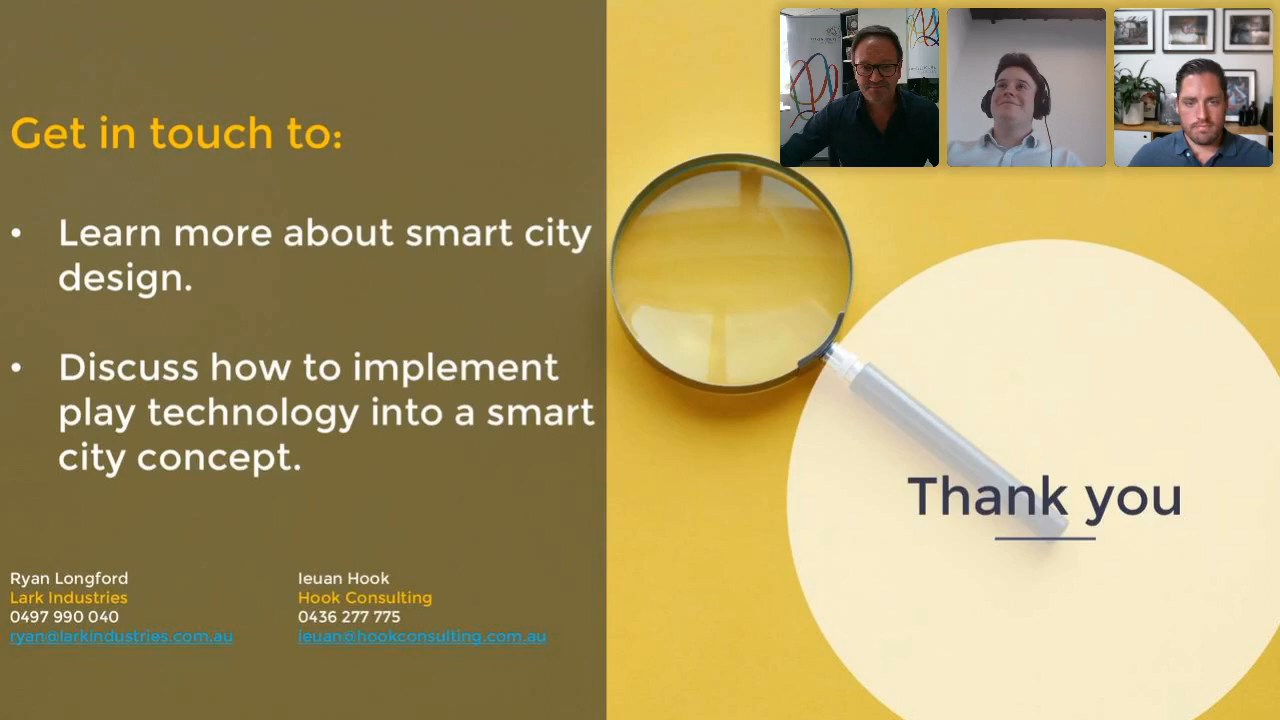 Get in touch to:
• Learn more about smart city
design.
• Discuss how to implement
play technology into a smart
city concept.
Ryan Longford
Lark Industries
0497 990 040
ryan@larkindustries.com.au
Ieuan Hook
Hook Consulting
0436 277 775
ieuan@hookconsulting.com.au
Thank you